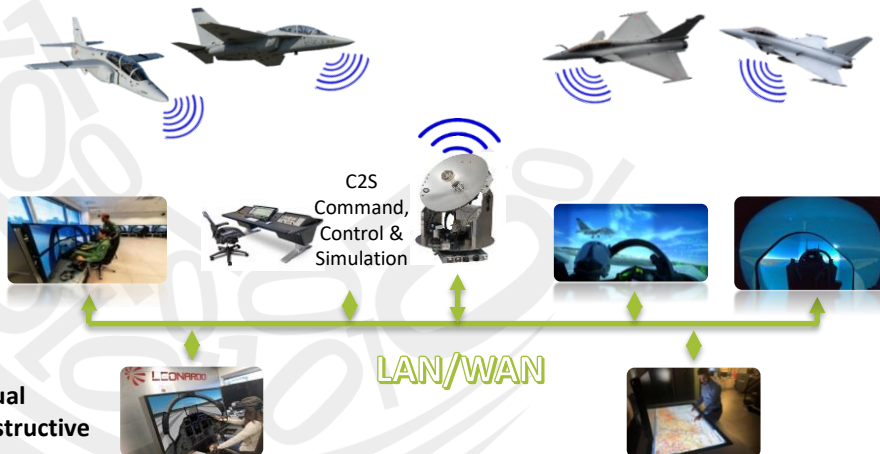 C2S
Command,
Control &
Simulation
LAN/WAN
LEONARDO
ual
structive